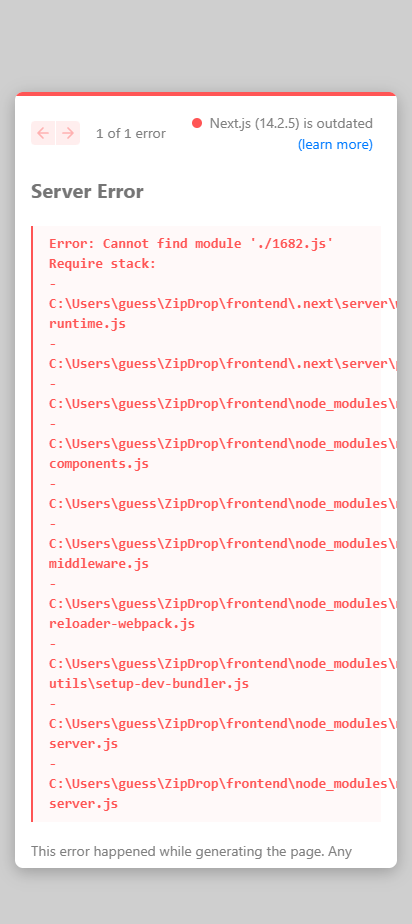 1 of 1 error
Next.js (14.2.5) is outdated
(learn more)
Server Error
Error: Cannot find module './1682.js'
Require stack:
-
C:\Users\guess\ZipDrop\frontend\.next\server\
runtime.js
-
C:\Users\guess\ZipDrop\frontend\.next\server\
-
C:\Users\guess\ZipDrop\frontend\node_modules\
-
C:\Users\guess\ZipDrop\frontend\node_modules\
components.js
-
C:\Users\guess\ZipDrop\frontend\node_modules\
-
C:\Users\guess\ZipDrop\frontend\node_modules\
middleware.js
-
C:\Users\guess\ZipDrop\frontend\node_modules\
reloader-webpack.js
-
C:\Users\guess\ZipDrop\frontend\node_modules\
utils\setup-dev-bundler.js
-
C:\Users\guess\ZipDrop\frontend\node_modules\
server.js
-
C:\Users\guess\ZipDrop\frontend\node_modules\
server.js
This error happened while generating the page. Any